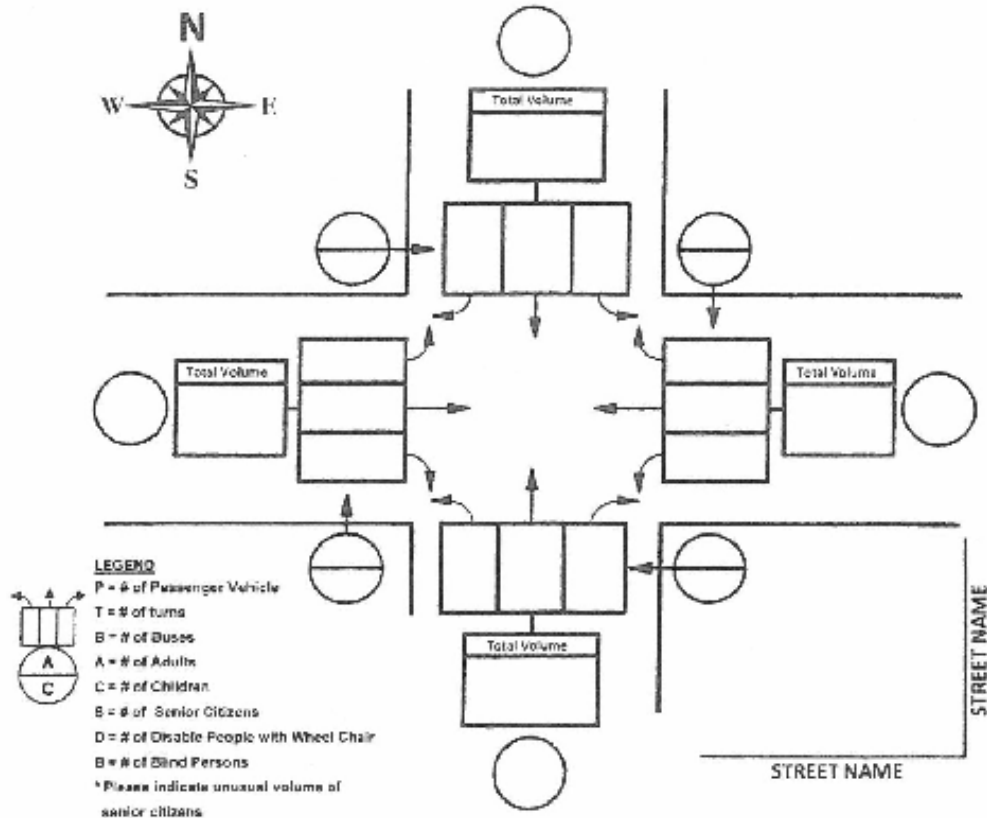 N
W
E
S
Total Volume
Total Volume
Total Volume
LEGEND
P = # of Passenger Vehicle
T = # of turns
B = # of Buses
A = # of Adults
C = # of Children
S = # of Senior Citizens
D = # of Disable People with Wheel Chair
B = # of Blind Persons
* Please indicate unusual volume of
senior citizens
A
C
Total Volume
STREET NAME
STREET NAME